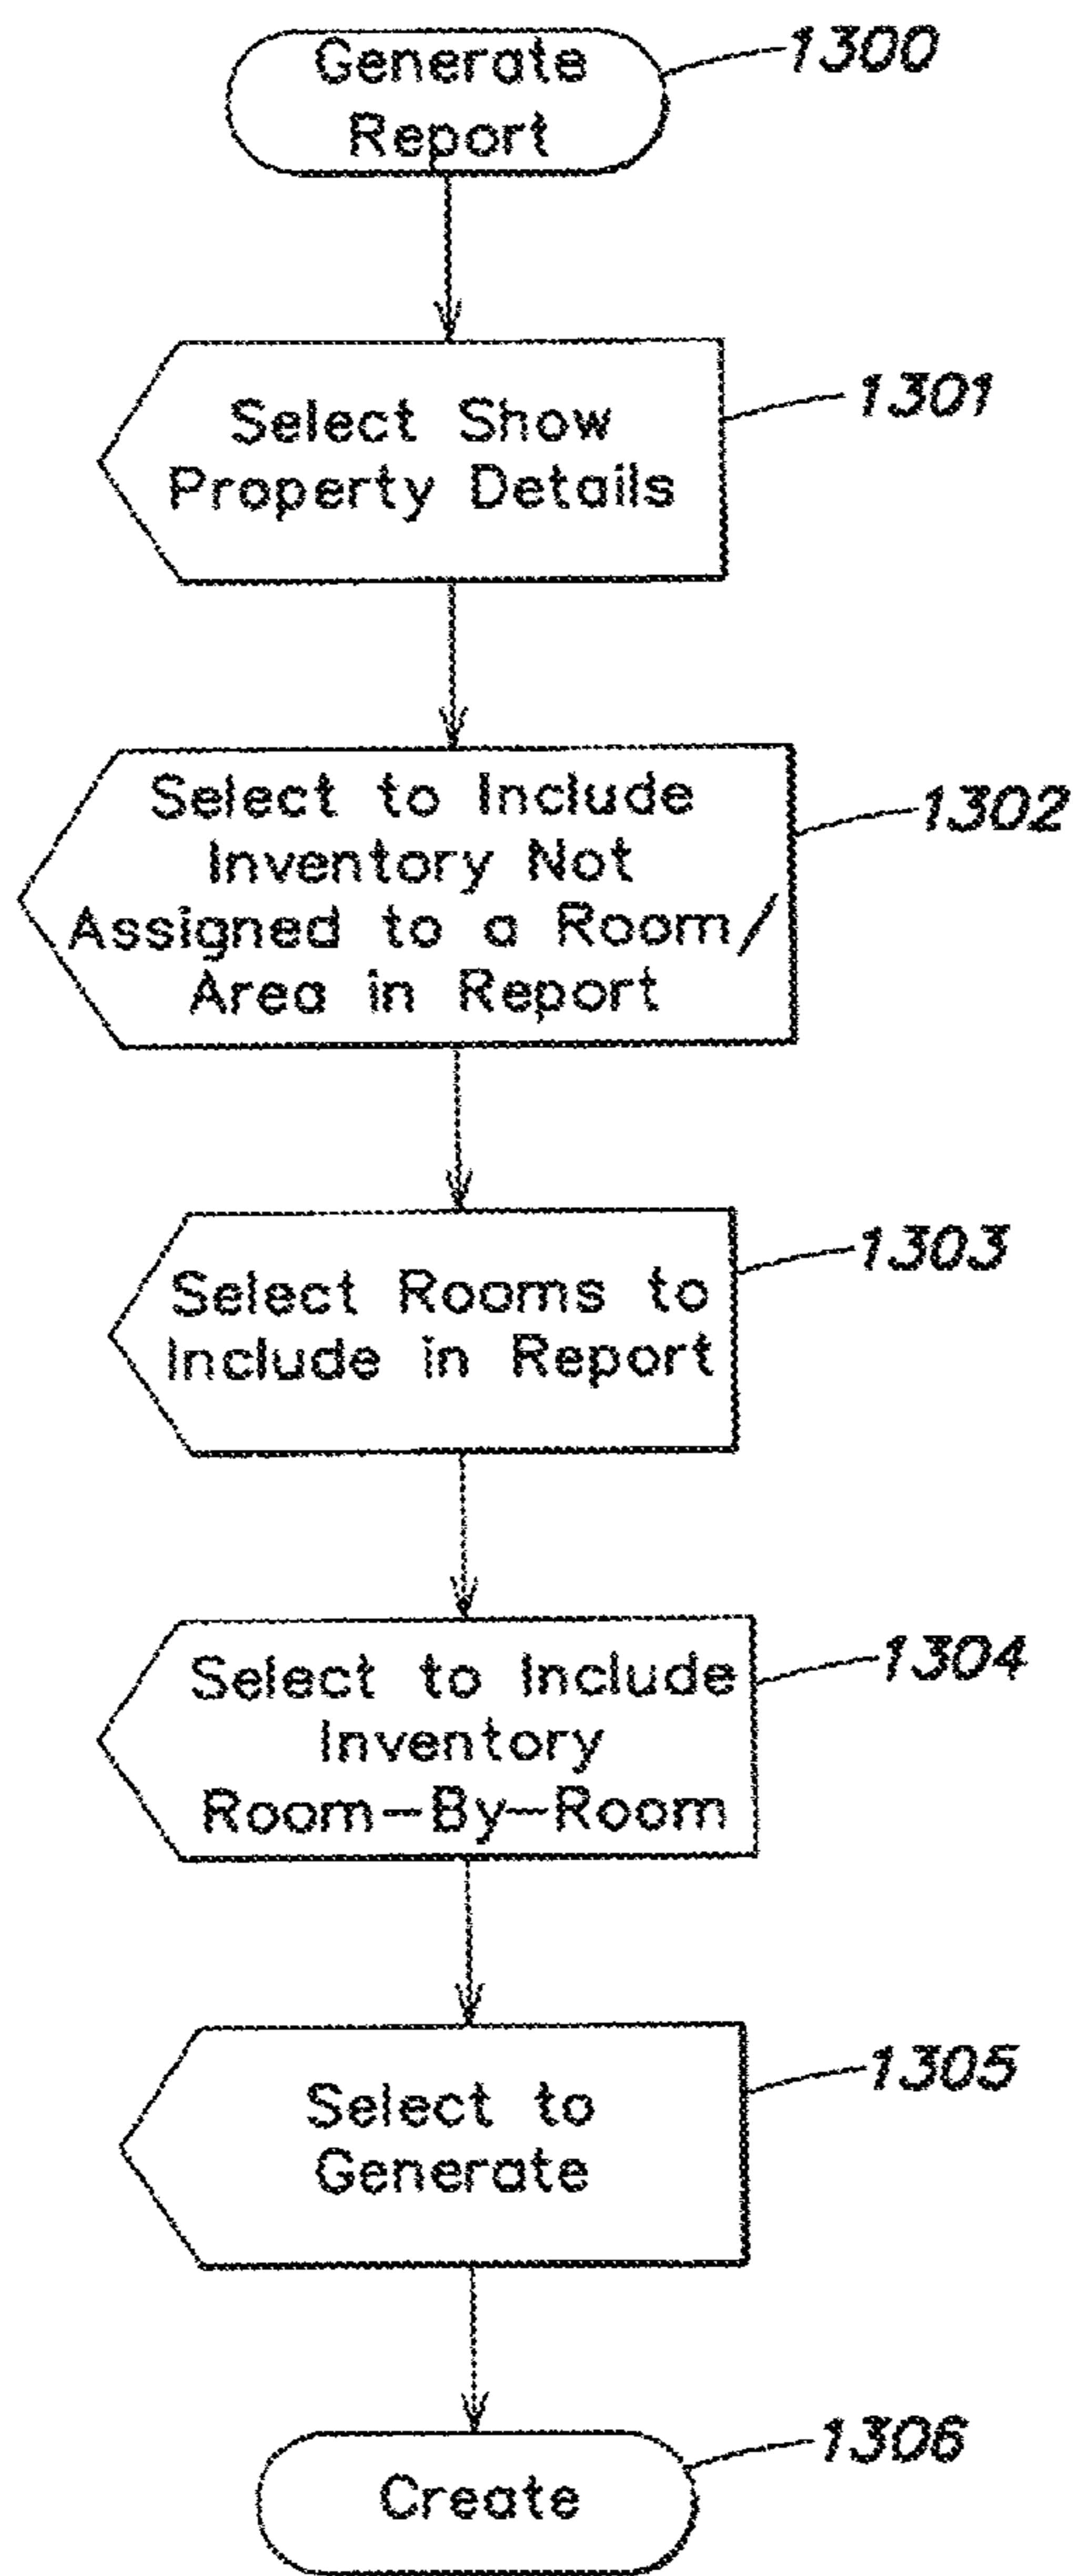 Generate
Report
1300
Select Show
Property Details
1301
Select to Include
Inventory Not
Assigned to a Room/
Area in Report
1302
Select Rooms to
Include in Report
1303
Select to Include
Inventory
Room-By-Room
1304
Select to
Generate
1305
Create
1306